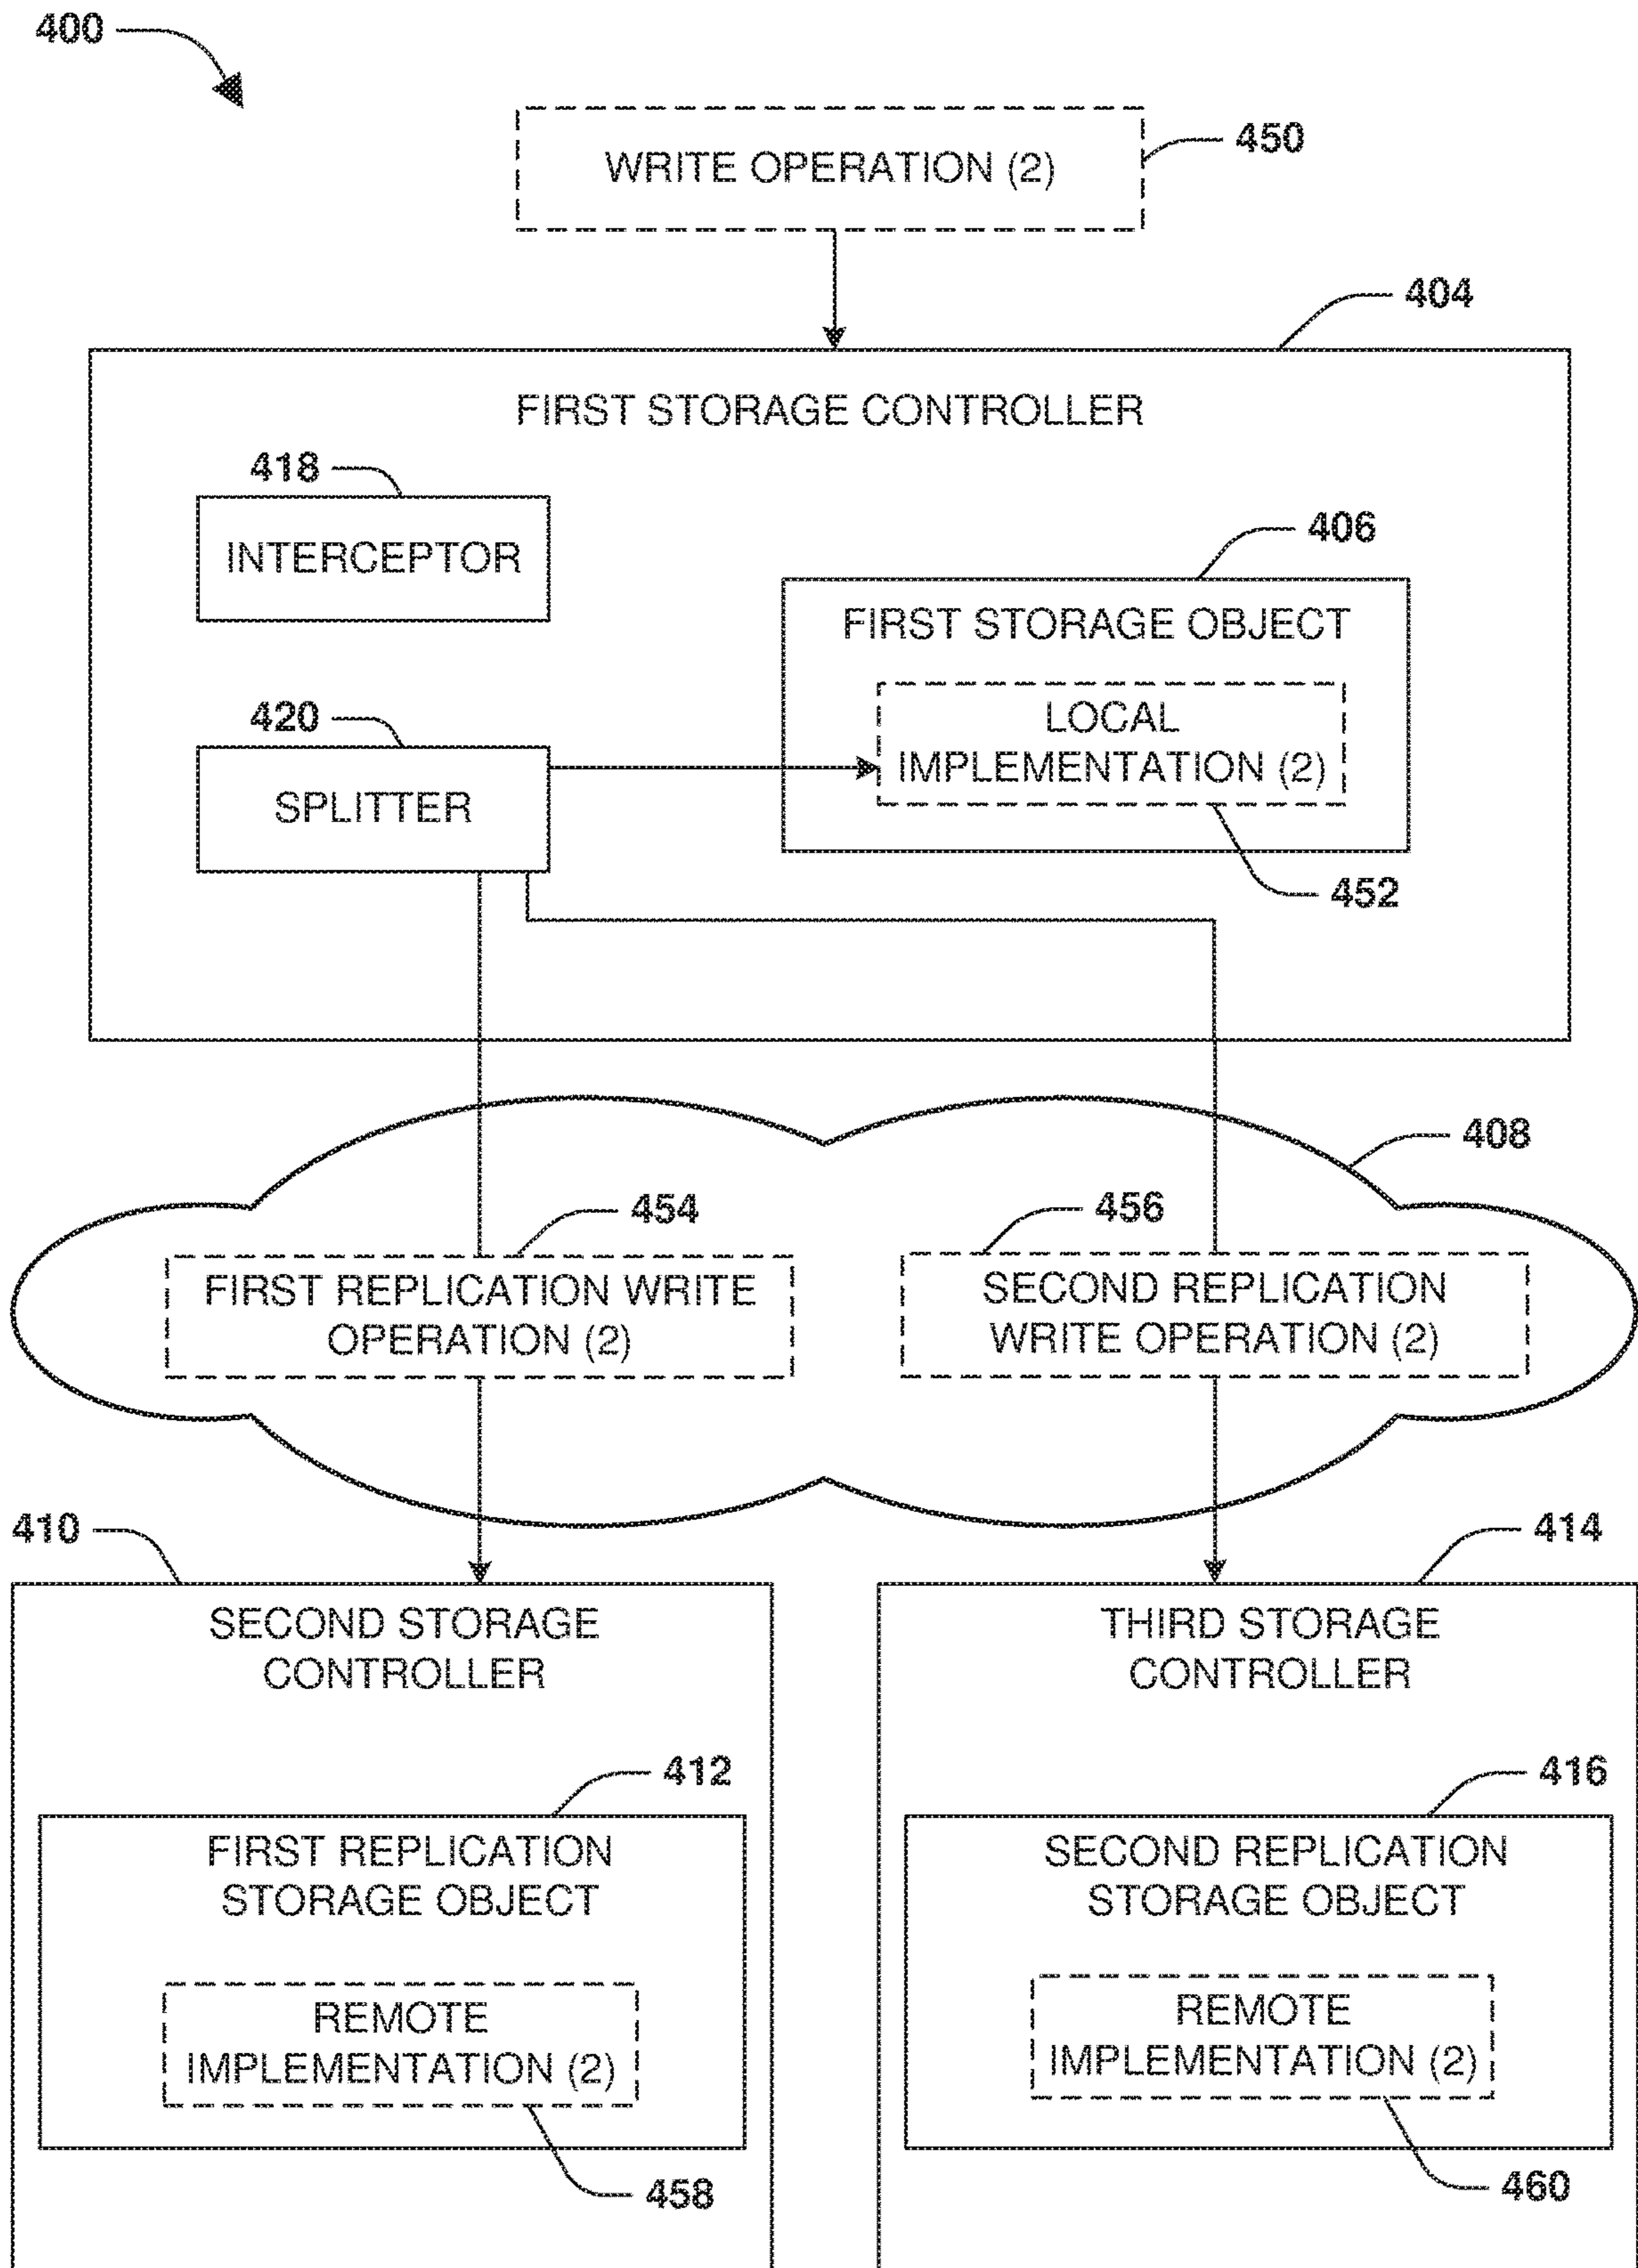 400
WRITE OPERATION (2)
450
404
FIRST STORAGE CONTROLLER
418
INTERCEPTOR
406
FIRST STORAGE OBJECT
LOCAL
IMPLEMENTATION (2)
452
420
SPLITTER
408
454
FIRST REPLICATION WRITE
OPERATION (2)
456
SECOND REPLICATION
WRITE OPERATION (2)
410
SECOND STORAGE
CONTROLLER
412
FIRST REPLICATION
STORAGE OBJECT
REMOTE
IMPLEMENTATION (2)
458
414
THIRD STORAGE
CONTROLLER
416
SECOND REPLICATION
STORAGE OBJECT
REMOTE
IMPLEMENTATION (2)
460